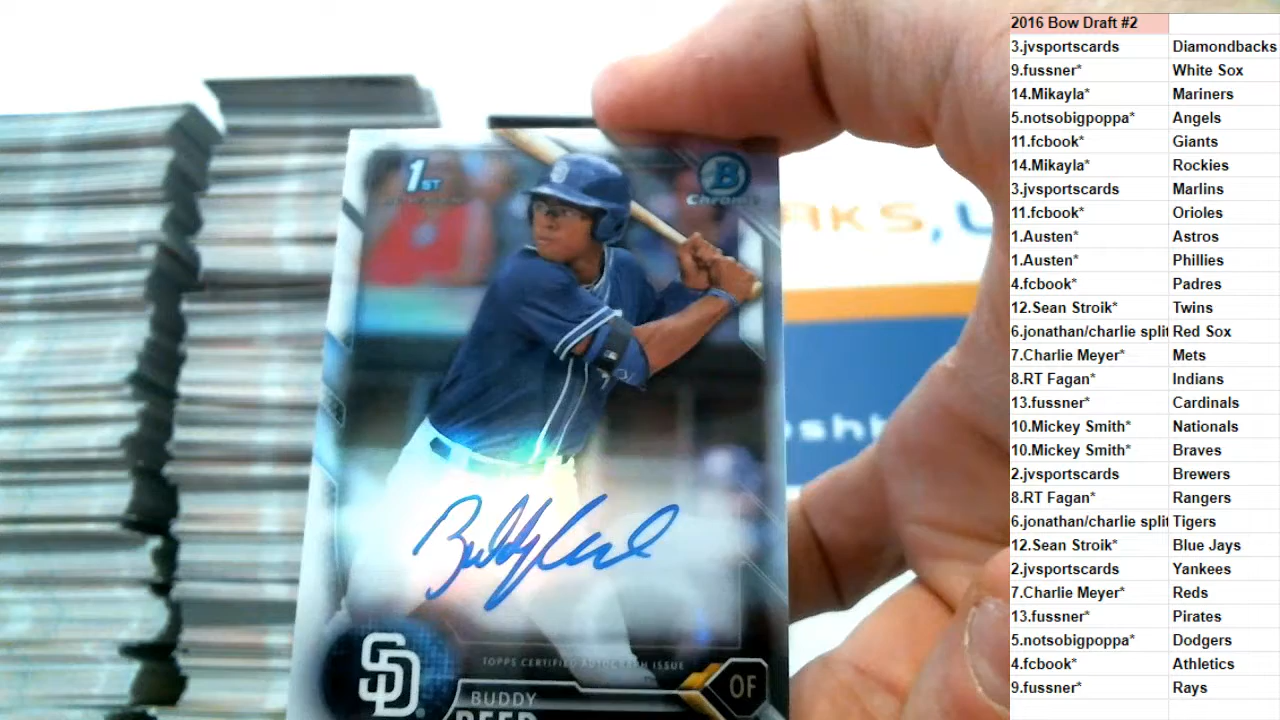 1ST
B
CHROME
Buddy Reed
TOPPS CERTIFIED AUTOGRAPH ISSUE
SD
BUDDY
REED
OF
2016 Bow Draft #2
3.jvsportscards Diamondbacks
9.fussner* White Sox
14.Mikayla* Mariners
5.notsobigpoppa* Angels
11.fcbook* Giants
14.Mikayla* Rockies
3.jvsportscards Marlins
11.fcbook* Orioles
1.Austen* Astros
1.Austen* Phillies
4.fcbook* Padres
12.Sean Stroik* Twins
6.jonathan/charlie split Red Sox
7.Charlie Meyer* Mets
8.RT Fagan* Indians
13.fussner* Cardinals
10.Mickey Smith* Nationals
10.Mickey Smith* Braves
2.jvsportscards Brewers
8.RT Fagan* Rangers
6.jonathan/charlie split Tigers
12.Sean Stroik* Blue Jays
2.jvsportscards Yankees
7.Charlie Meyer* Reds
13.fussner* Pirates
5.notsobigpoppa* Dodgers
4.fcbook* Athletics
9.fussner* Rays